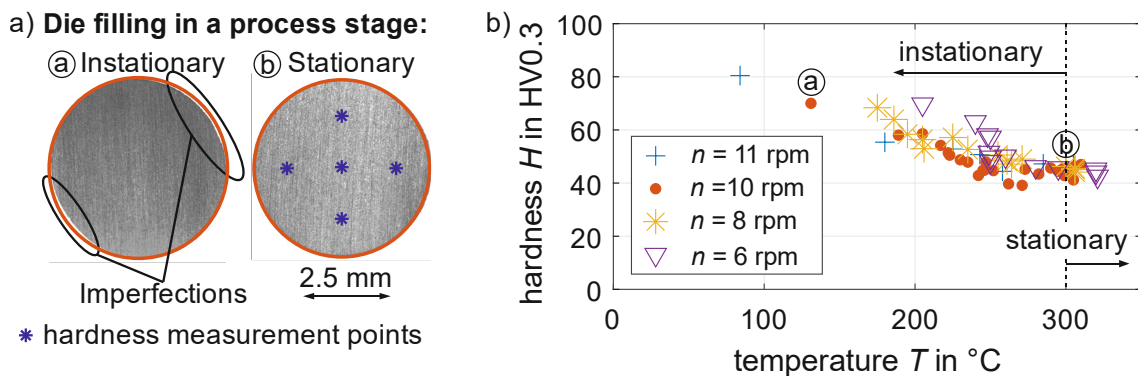 a) Die filling in a process stage:
ⓐ Instationary ⓑ Stationary
Imperfections
2.5 mm
* hardness measurement points
b)
hardness H in HV0.3
100
80
60
40
20
0
instationary
ⓐ
ⓑ
n = 11 rpm
n =10 rpm
n = 8 rpm
n = 6 rpm
stationary
0 100 200 300
temperature T in °C